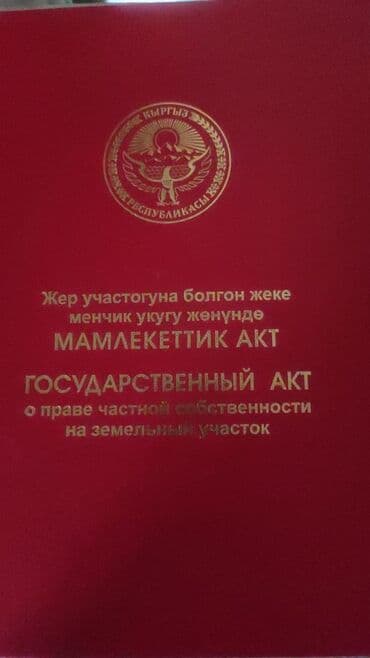 КЫРГЫЗ
РЕСПУБЛИКАСЫ
Жер участогуна болгон жеке
менчик укугу жөнүндө
МАМЛЕКЕТТИК АКТ
ГОСУДАРСТВЕННЫЙ АКТ
о праве частной собственности
на земельный участок